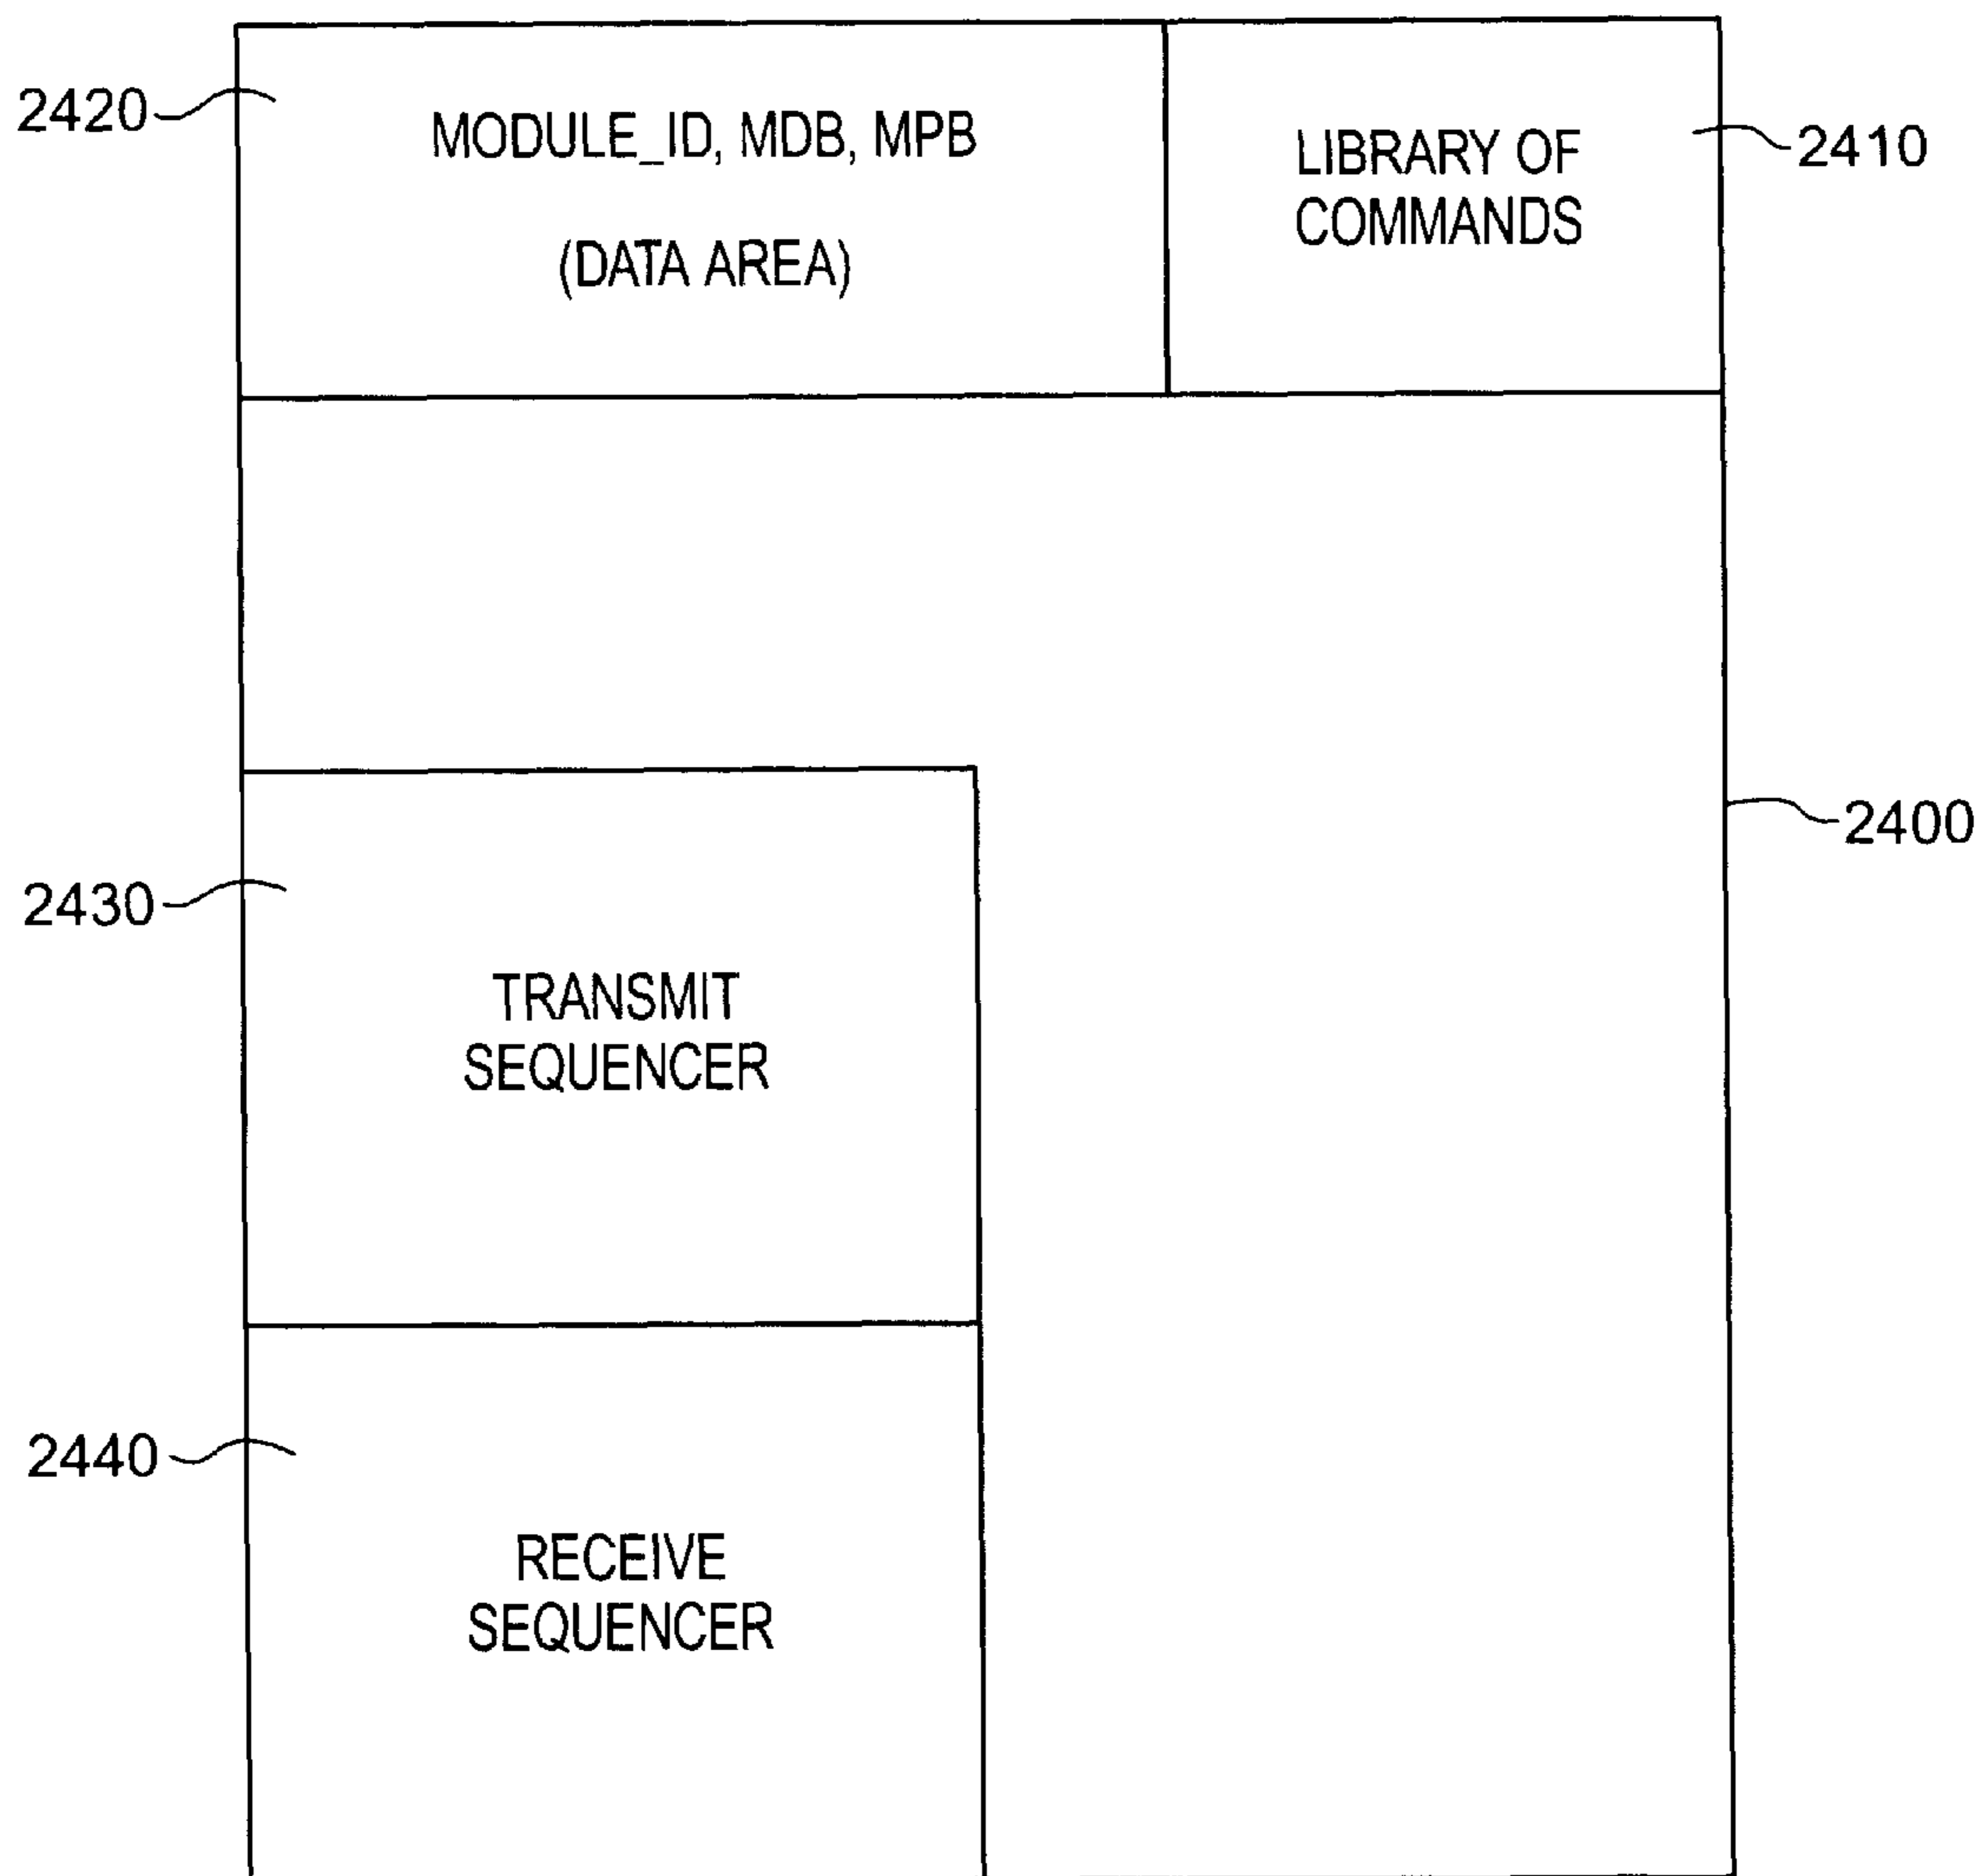 2420
MODULE_ID, MDB, MPB
(DATA AREA)
LIBRARY OF
COMMANDS
2410
2400
2430
TRANSMIT
SEQUENCER
2440
RECEIVE
SEQUENCER